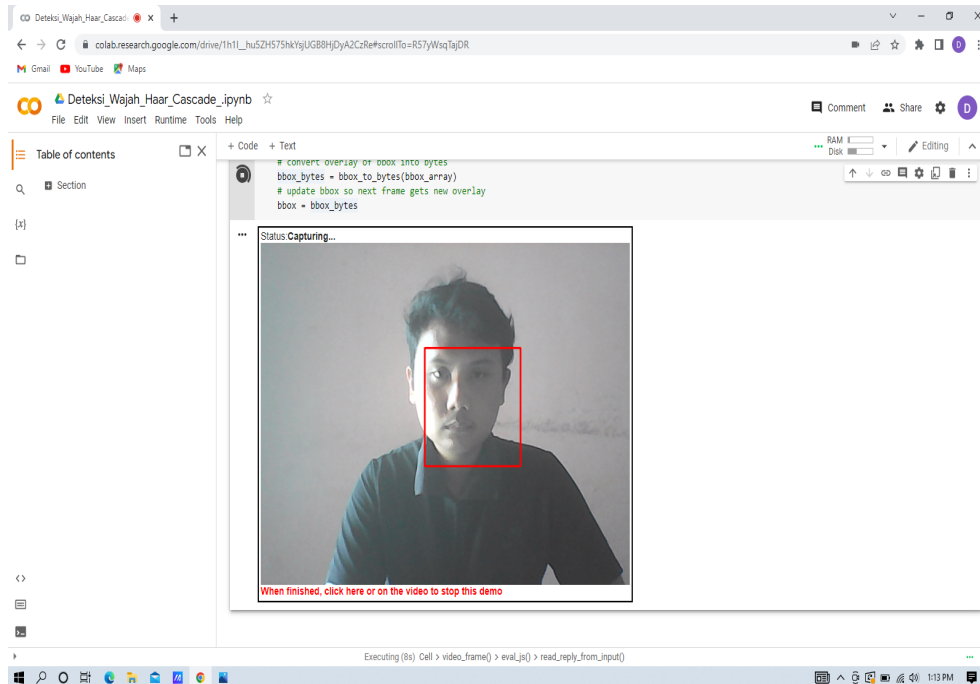 Deteksi_Wajah_Haar_Cascad
colab.research.google.com/drive/1h1l__hu5ZH575hkYsjUGB8HjDyA2CzRe#scrollTo=R57yWsqTajDR
Gmail YouTube Maps
Deteksi_Wajah_Haar_Cascade_.ipynb
Comment Share D
File Edit View Insert Runtime Tools Help
Table of contents
+ Code + Text
RAM
Disk
Editing
Section
# convert overlay of bbox into bytes
bbox_bytes = bbox_to_bytes(bbox_array)
# update bbox so next frame gets new overlay
bbox = bbox_bytes
{x}
Status:Capturing...
When finished, click here or on the video to stop this demo
Executing (8s) Cell > video_frame() > eval_js() > read_reply_from_input()
1:13 PM